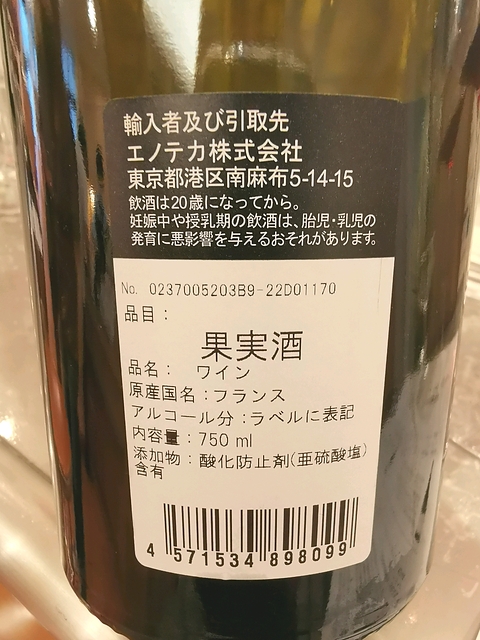 輸入者及び引取先
エノテカ株式会社
東京都港区南麻布5-14-15
飲酒は20歳になってから。
妊娠中や授乳期の飲酒は、胎児・乳児の
発育に悪影響を与えるおそれがあります。
No. 0237005203B9-22D01170
品目：
果実酒
品名： ワイン
原産国名：フランス
アルコール分：ラベルに表記
内容量：750 ml
添加物：酸化防止剤(亜硫酸塩)
含有
4 571534 898099